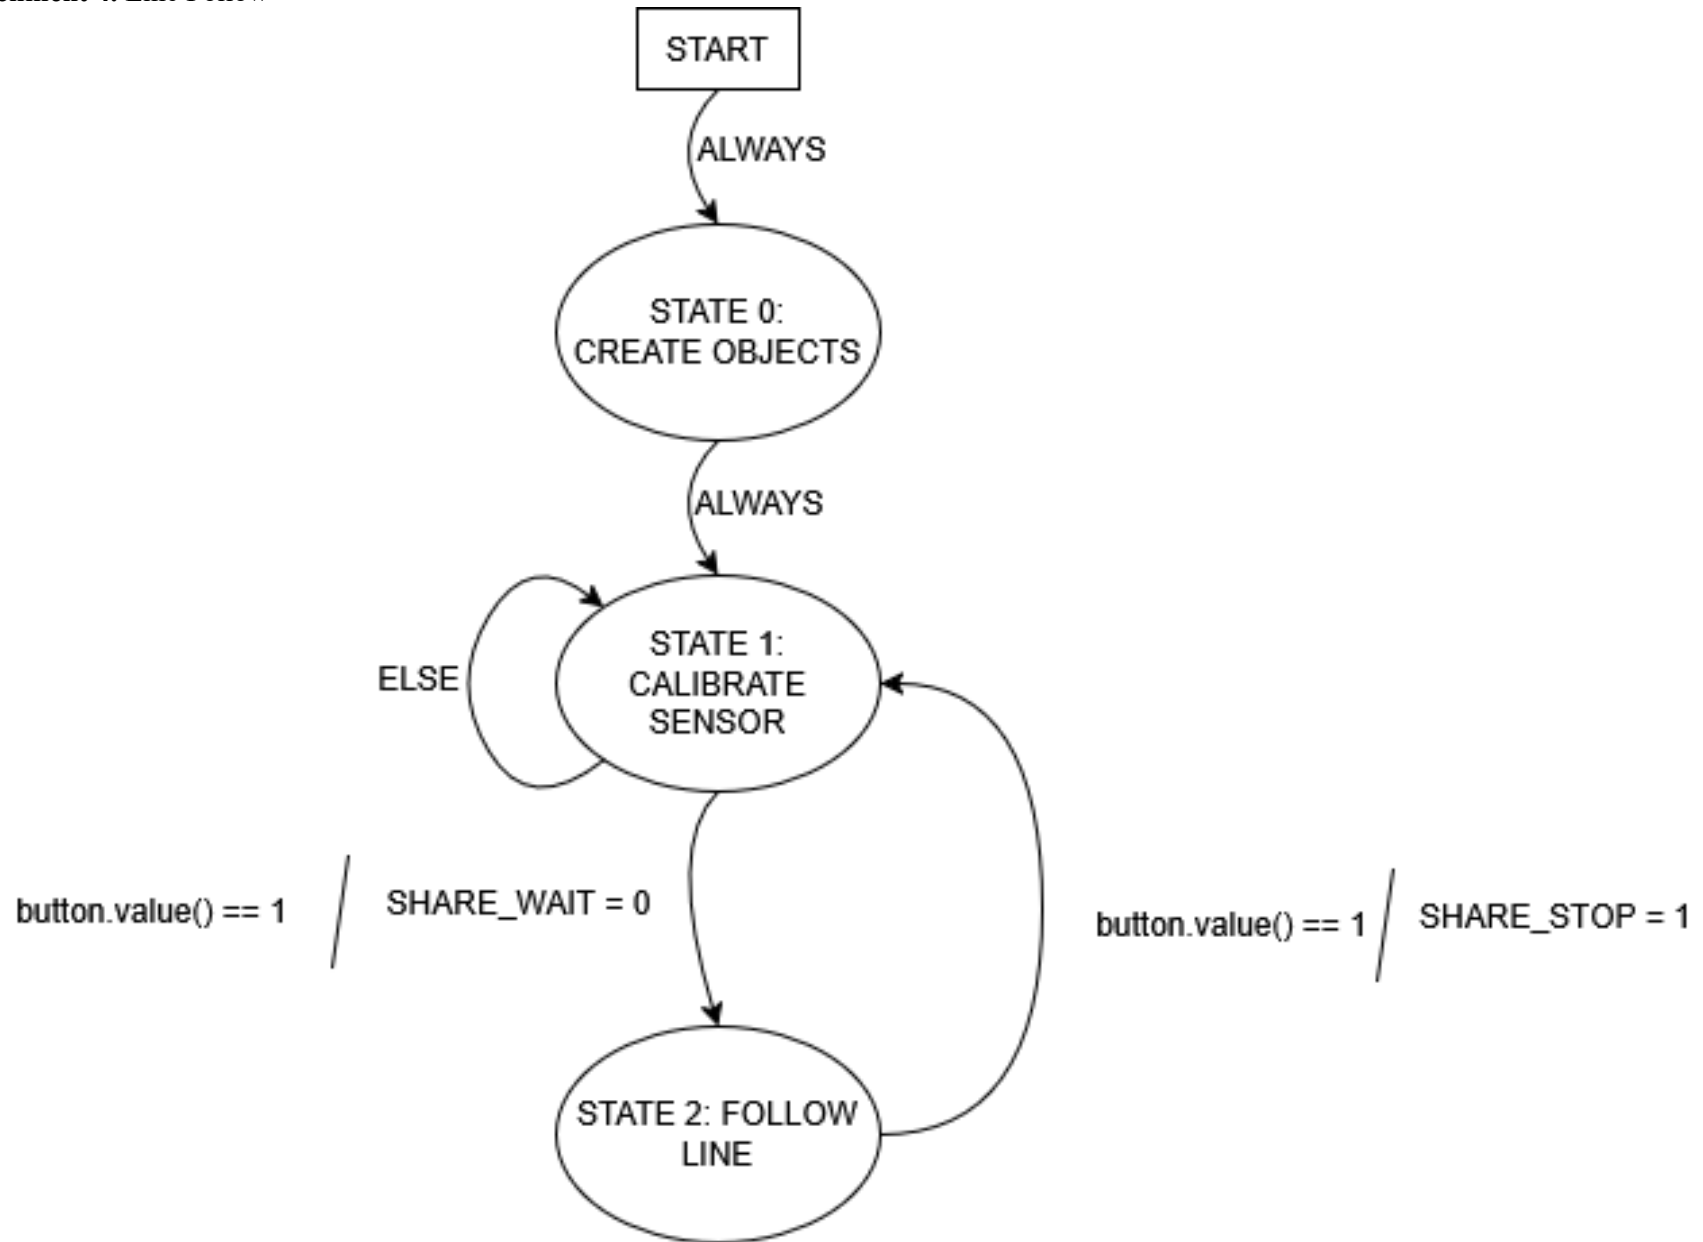 START
ALWAYS
STATE 0:
CREATE OBJECTS
ALWAYS
STATE 1:
CALIBRATE
SENSOR
ELSE
button.value() == 1
SHARE_WAIT = 0
button.value() == 1
SHARE_STOP = 1
STATE 2: FOLLOW
LINE